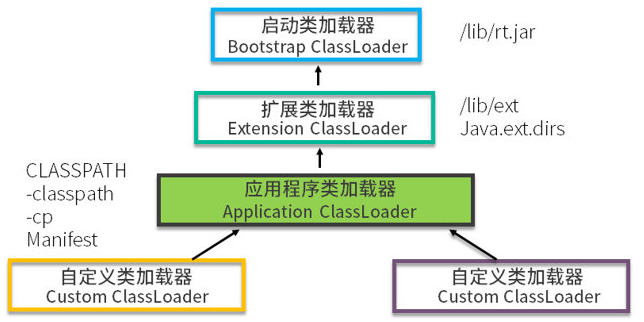 启动类加载器
Bootstrap ClassLoader
/lib/rt.jar
扩展类加载器
Extension ClassLoader
/lib/ext
Java.ext.dirs
CLASSPATH
-classpath
-cp
Manifest
应用程序类加载器
Application ClassLoader
自定义类加载器
Custom ClassLoader
自定义类加载器
Custom ClassLoader